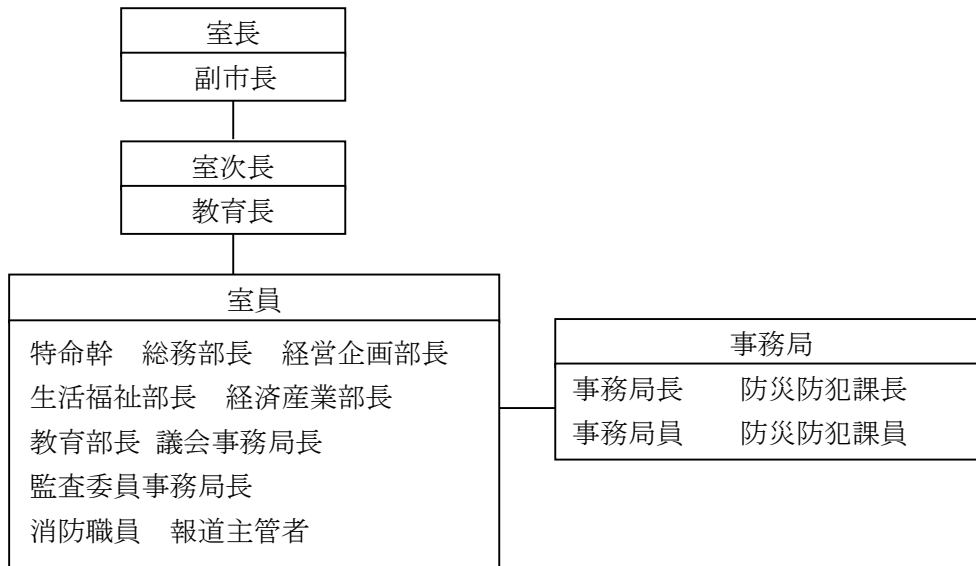 室長
副市長
室次長
教育長
室員
特命幹　総務部長　経営企画部長
生活福祉部長　経済産業部長
教育部長 議会事務局長
監査委員事務局長
消防職員　報道主管者
事務局
事務局長　　防災防犯課長
事務局員　　防災防犯課員